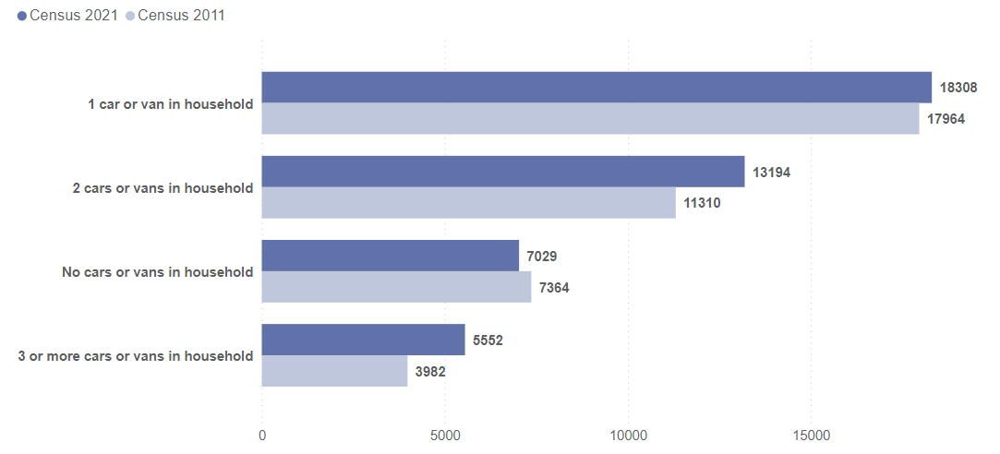 Census 2021 Census 2011
1 car or van in household
18308
17964
2 cars or vans in household
13194
11310
No cars or vans in household
7029
7364
3 or more cars or vans in household
5552
3982
0 5000 10000 15000